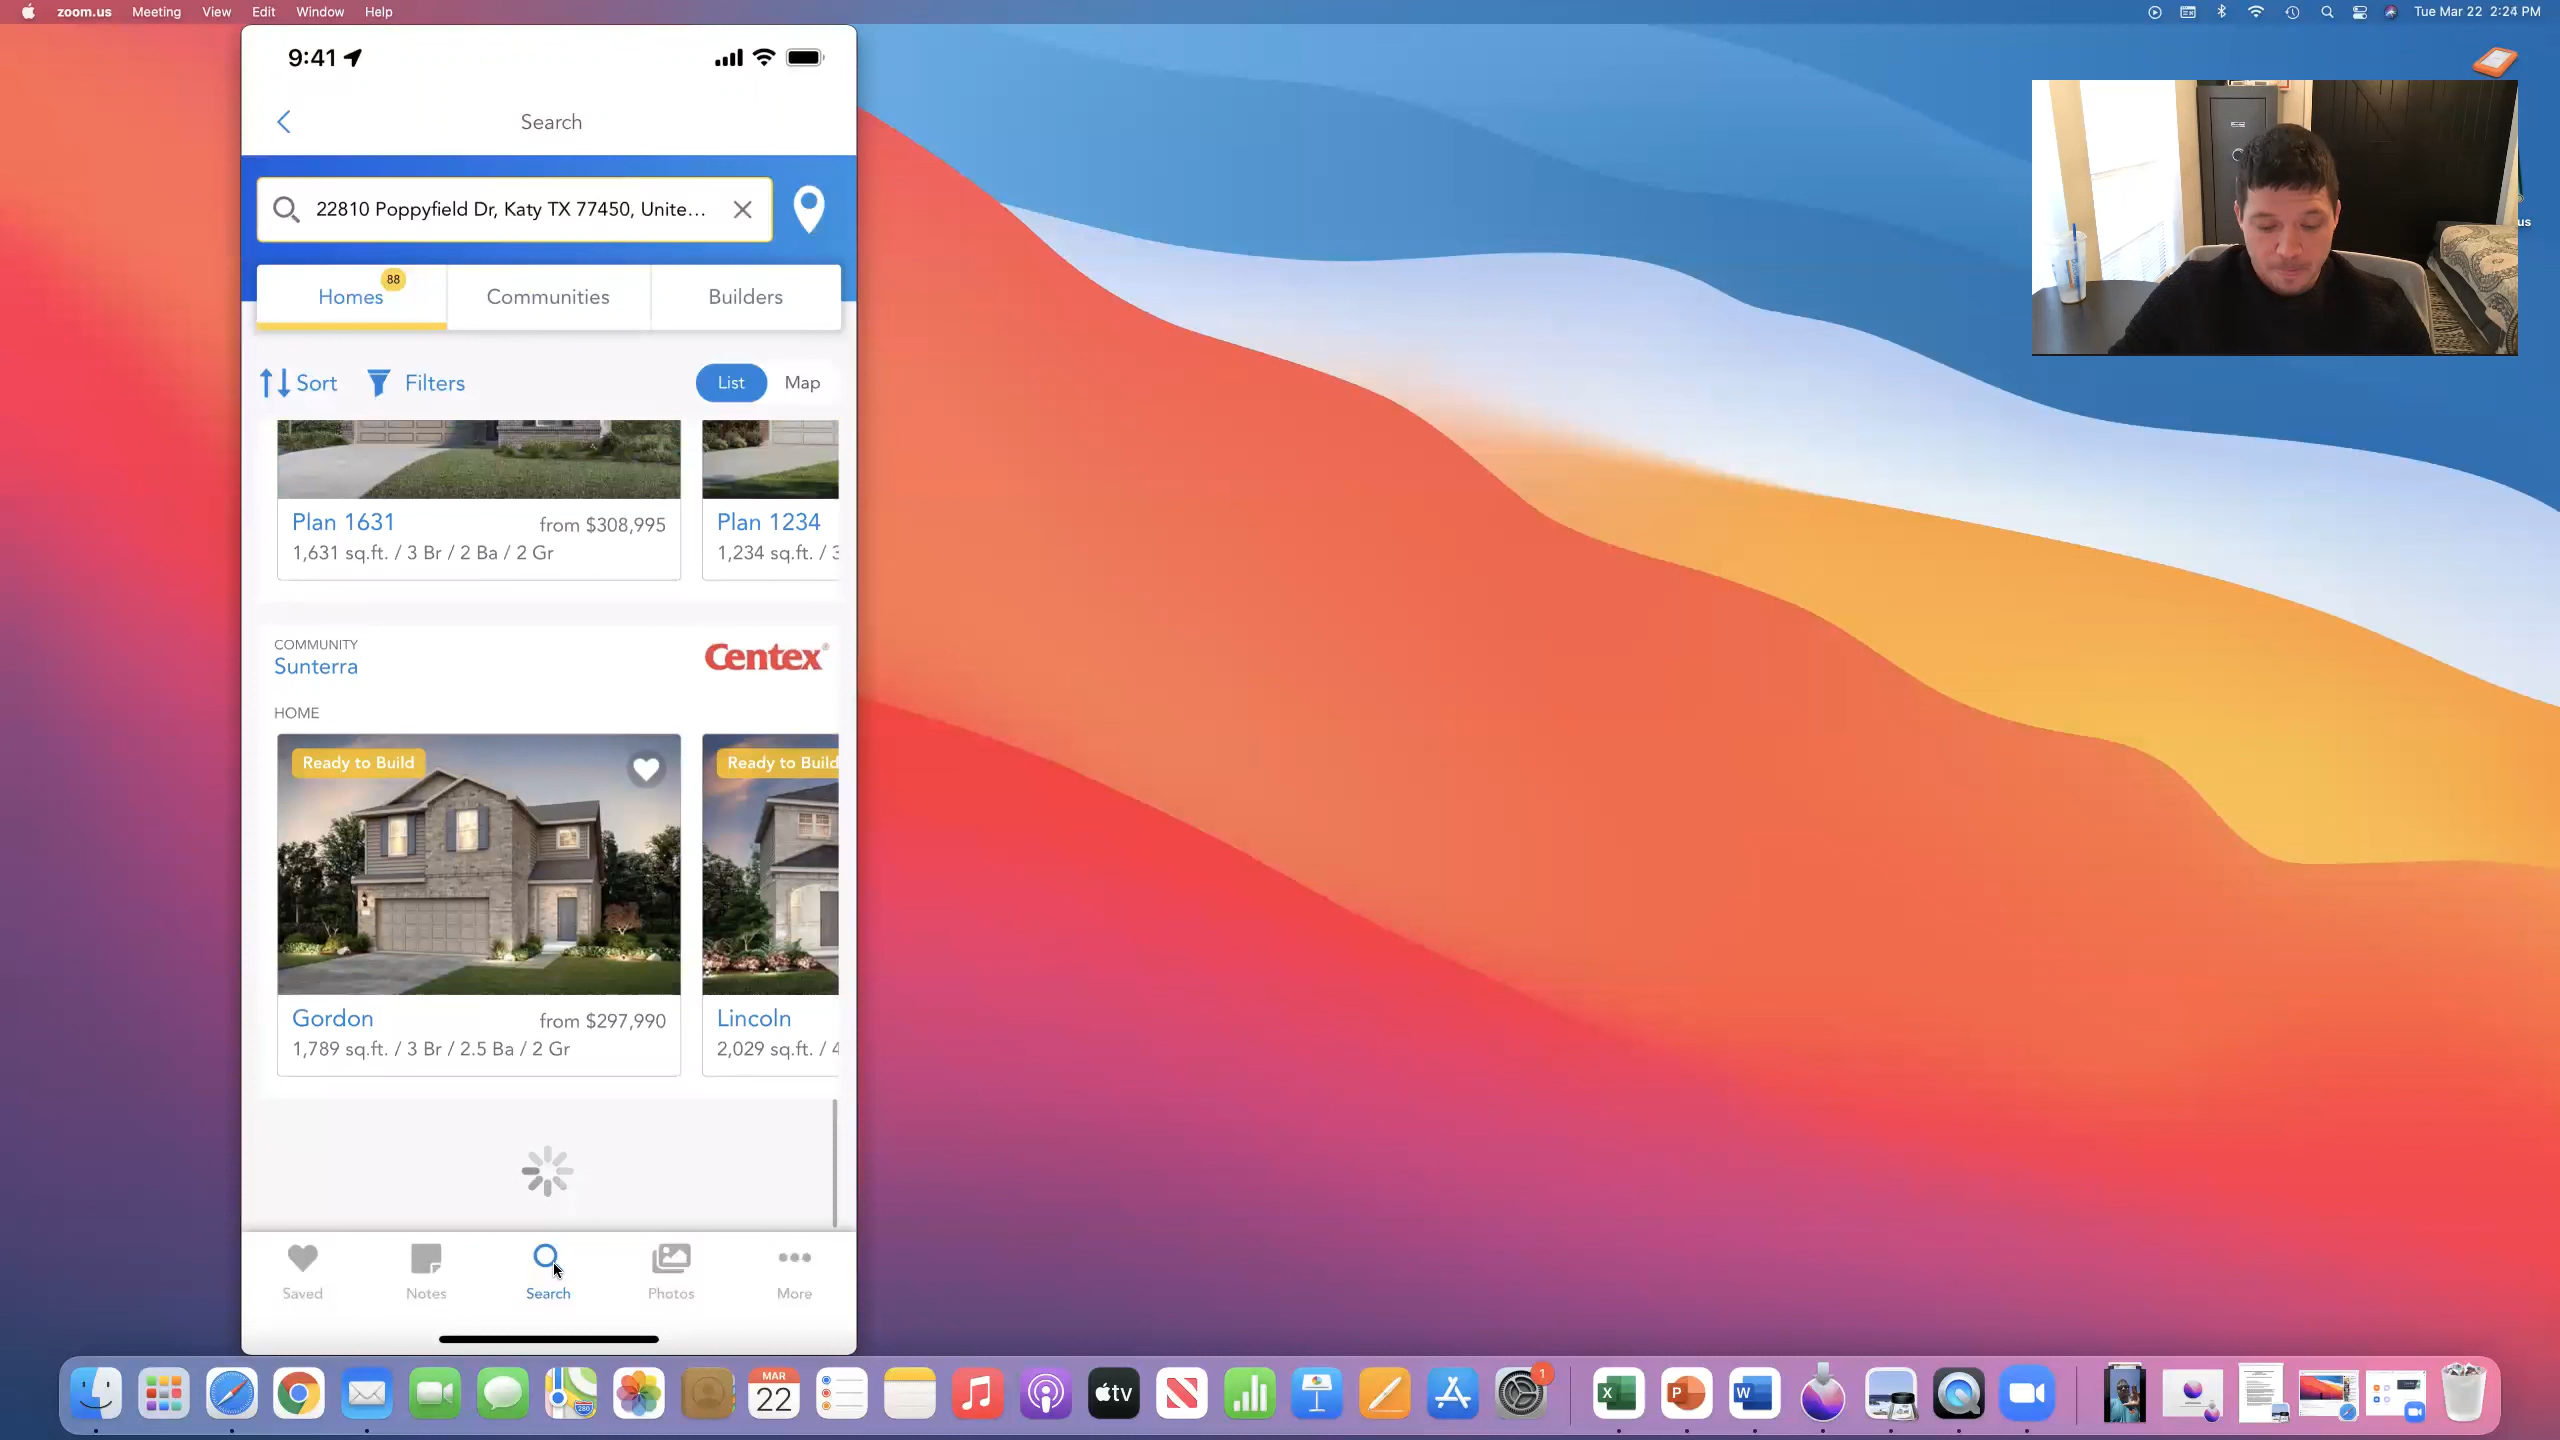 zoom.us Meeting View Edit Window Help
Tue Mar 22 2:24 PM
9:41
Search
22810 Poppyfield Dr, Katy TX 77450, Unite...
us
Homes 88 Communities Builders
Sort Filters List Map
Plan 1631 from $308,995
1,631 sq.ft. / 3 Br / 2 Ba / 2 Gr
Plan 1234
1,234 sq.ft. / 3
COMMUNITY
Sunterra
Centex®
HOME
Ready to Build
Ready to Build
Gordon from $297,990
1,789 sq.ft. / 3 Br / 2.5 Ba / 2 Gr
Lincoln
2,029 sq.ft. / 4
Saved Notes Search Photos More
280
MAR
22
tv
1
X
P
W